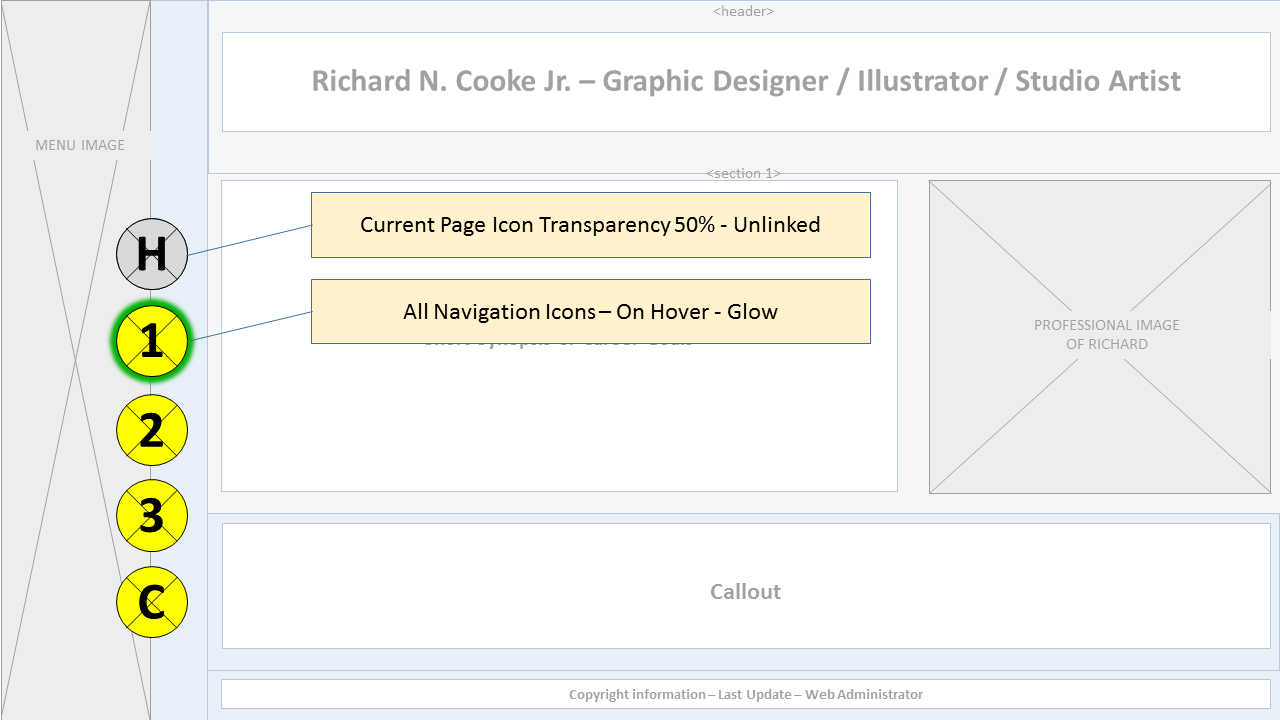 <header>
Richard N. Cooke Jr. – Graphic Designer / Illustrator / Studio Artist
MENU IMAGE
<section 1>
Current Page Icon Transparency 50% - Unlinked
H
All Navigation Icons – On Hover - Glow
1
PROFESSIONAL IMAGE
OF RICHARD
2
3
C
Callout
Copyright information – Last Update – Web Administrator